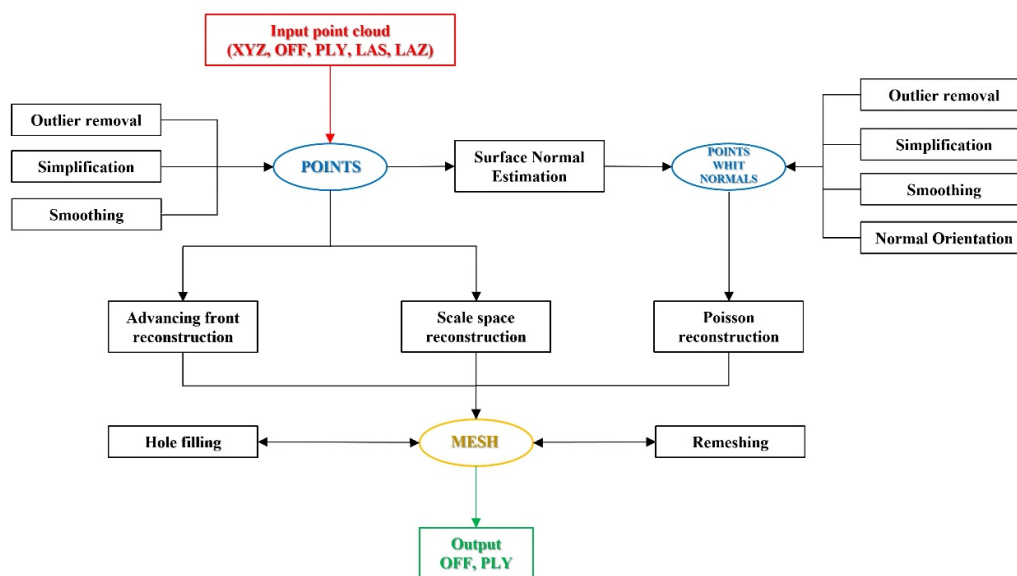 Input point cloud
(XYZ, OFF, PLY, LAS, LAZ)
Outlier removal
Simplification
Smoothing
POINTS
Surface Normal
Estimation
POINTS
WHIT
NORMALS
Outlier removal
Simplification
Smoothing
Normal Orientation
Advancing front
reconstruction
Scale space
reconstruction
Poisson
reconstruction
Hole filling
MESH
Remeshing
Output
OFF, PLY